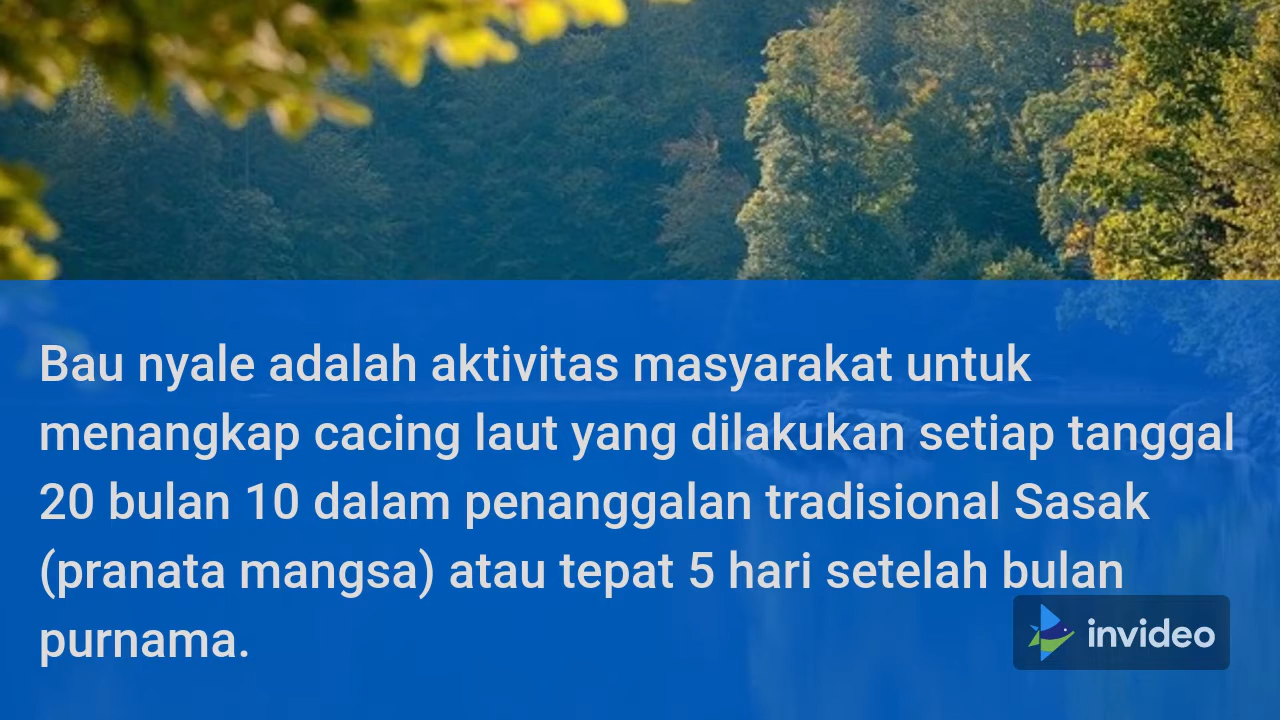 Bau nyale adalah aktivitas masyarakat untuk
menangkap cacing laut yang dilakukan setiap tanggal
20 bulan 10 dalam penanggalan tradisional Sasak
(pranata mangsa) atau tepat 5 hari setelah bulan
purnama.
invideo